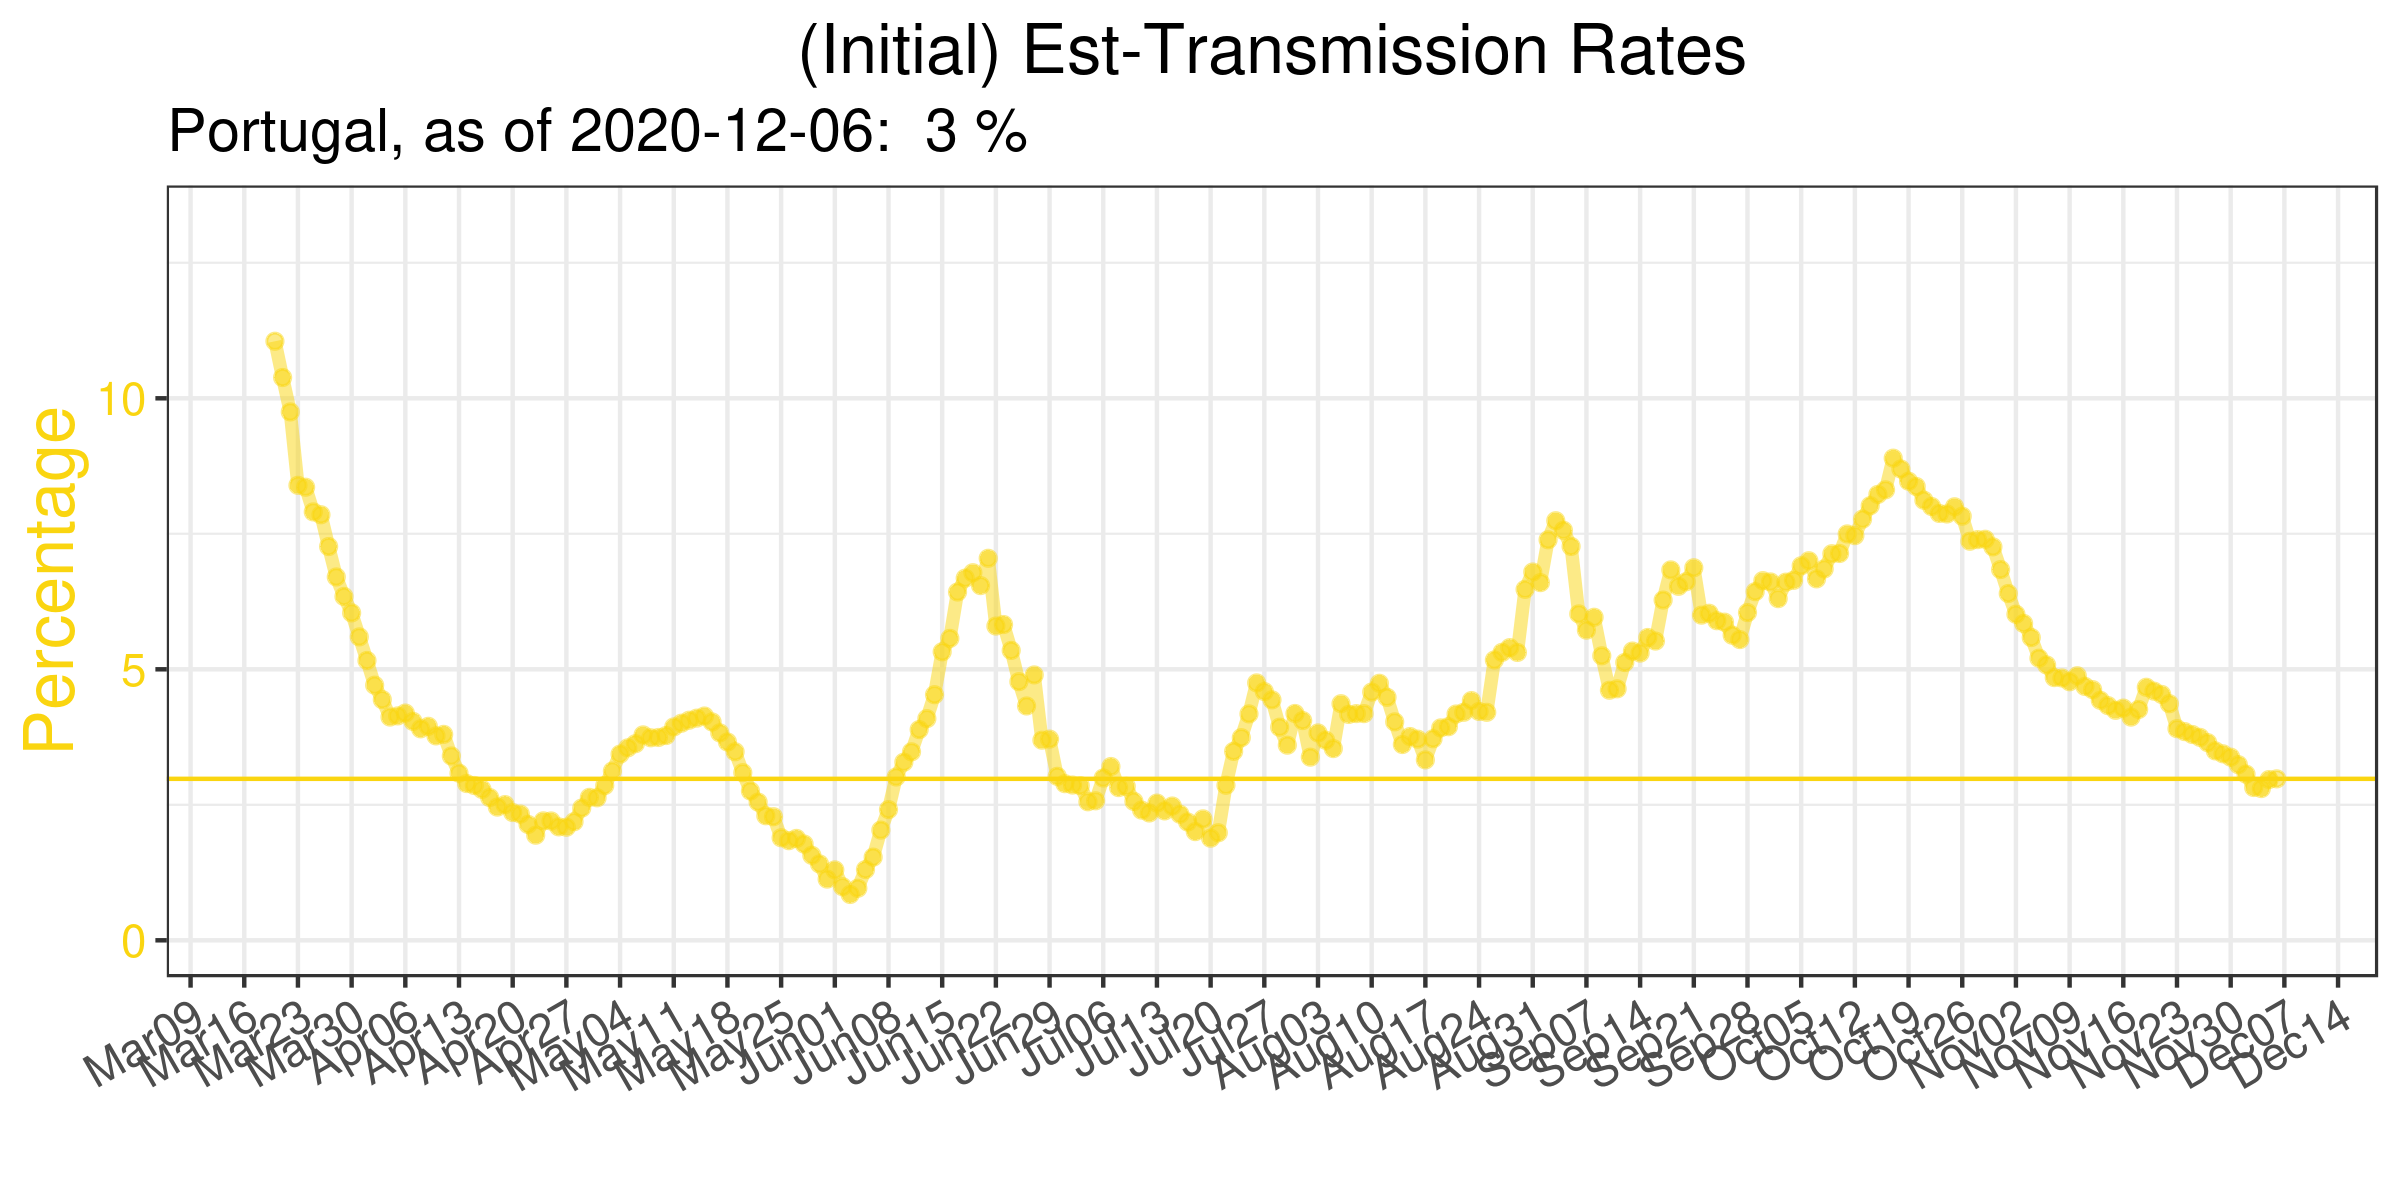 (Initial) Est-Transmission Rates
Portugal, as of 2020-12-06:  3 %
Percentage
10
5
0
Mar09
Mar16
Mar23
Mar30
Apr06
Apr13
Apr20
Apr27
May04
May11
May18
May25
Jun01
Jun08
Jun15
Jun22
Jun29
Jul06
Jul13
Jul20
Jul27
Aug03
Aug10
Aug17
Aug24
Aug31
Sep07
Sep14
Sep21
Sep28
Oct05
Oct12
Oct19
Oct26
Nov02
Nov09
Nov16
Nov23
Nov30
Dec07
Dec14